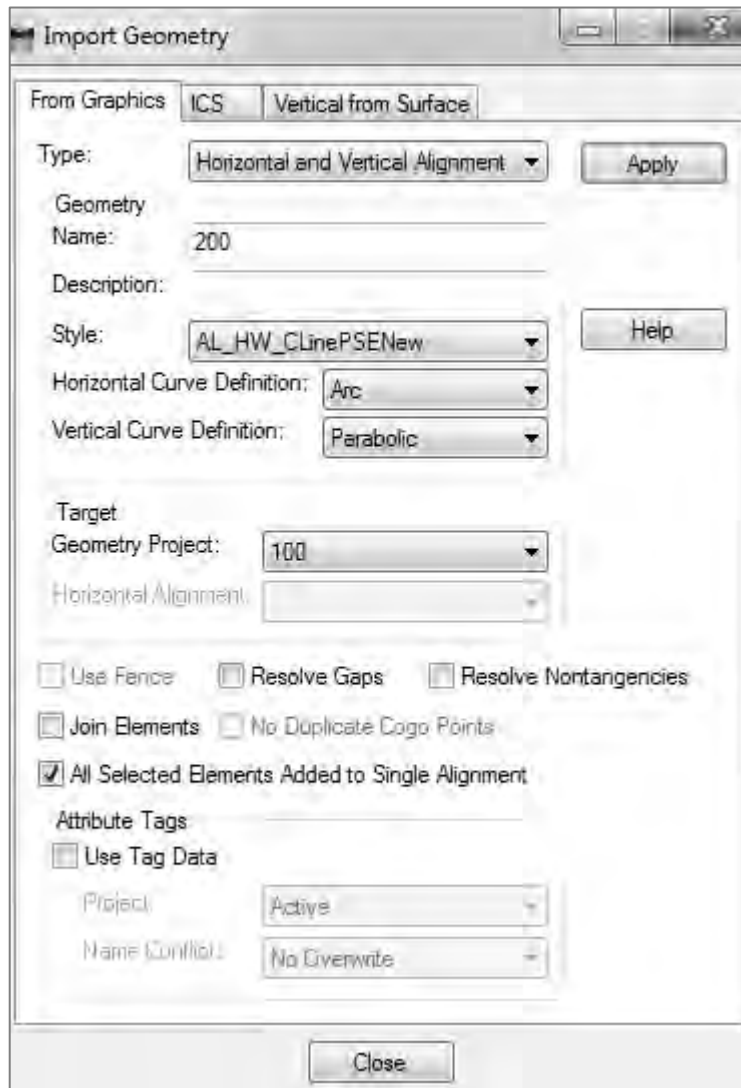 Import Geometry
From Graphics ICS Vertical from Surface
Type: Horizontal and Vertical Alignment Apply
Geometry
Name: 200
Description:
Style: AL_HW_CLinePSENew Help
Horizontal Curve Definition: Arc
Vertical Curve Definition: Parabolic
Target
Geometry Project: 100
Horizontal Alignment:
Use Fence Resolve Gaps Resolve Nontangencies
Join Elements No Duplicate Cogo Points
All Selected Elements Added to Single Alignment
Attribute Tags
Use Tag Data
Project: Active
Name Conflict: No Overwrite
Close